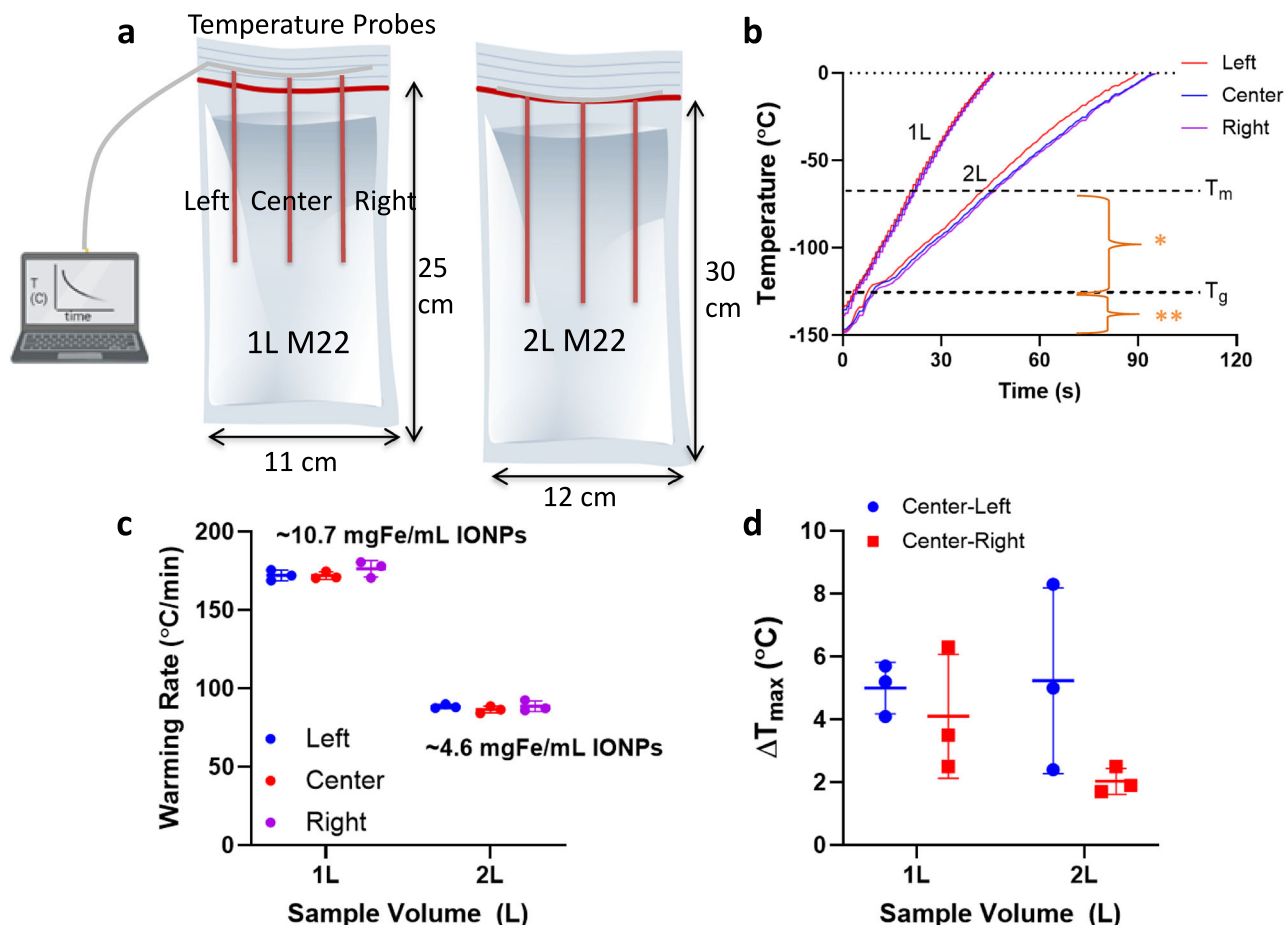 a
Temperature Probes
Left
Center
Right
25
cm
30
cm
1L M22
2L M22
11 cm
12 cm
T
(C)
time
b
Left
Center
Right
Temperature (°C)
0
-50
-100
-150
1L
2L
Tm
*
Tg
**
0
30
60
90
120
Time (s)
c
~10.7 mgFe/mL IONPs
Warming Rate (°C/min)
200
150
100
50
0
~4.6 mgFe/mL IONPs
Left
Center
Right
1L
2L
Sample Volume (L)
d
Center-Left
Center-Right
ΔTmax (°C)
10
8
6
4
2
0
1L
2L
Sample Volume (L)